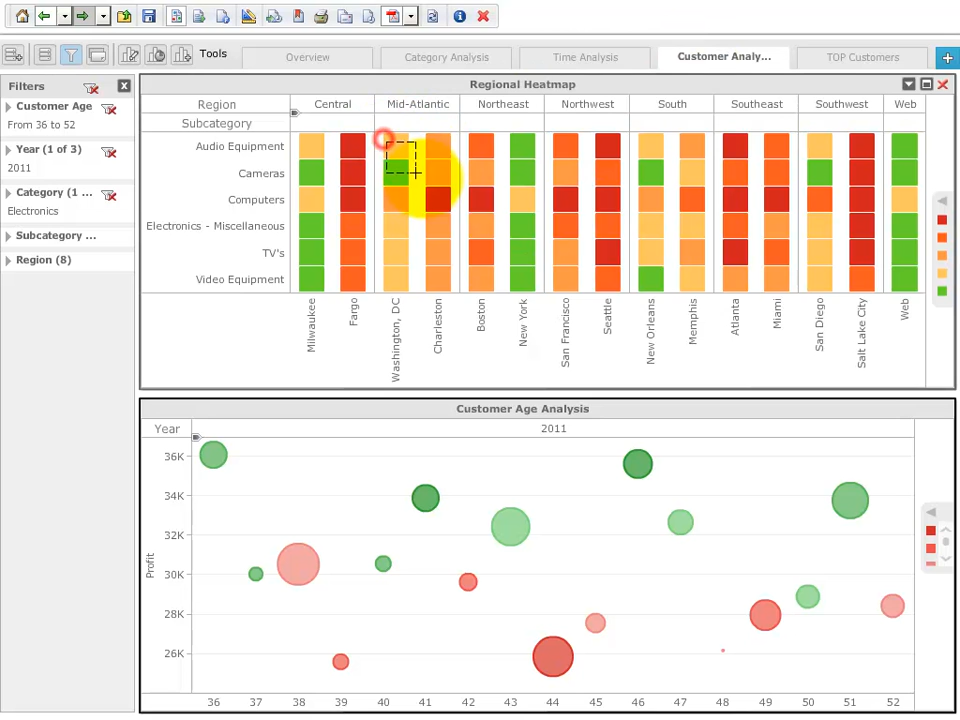 Tools
Overview
Category Analysis
Time Analysis
Customer Analy...
TOP Customers
Filters
Customer Age
From 36 to 52
Year (1 of 3)
2011
Category (1 ...
Electronics
Subcategory ...
Region (8)
Regional Heatmap
Region Central Mid-Atlantic Northeast Northwest South Southeast Southwest Web
Subcategory
Audio Equipment
Cameras
Computers
Electronics - Miscellaneous
TV's
Video Equipment
Milwaukee
Fargo
Washington, DC
Charleston
Boston
New York
San Francisco
Seattle
New Orleans
Memphis
Atlanta
Miami
San Diego
Salt Lake City
Web
Customer Age Analysis
Year 2011
Profit
36K
34K
32K
30K
28K
26K
36 37 38 39 40 41 42 43 44 45 46 47 48 49 50 51 52